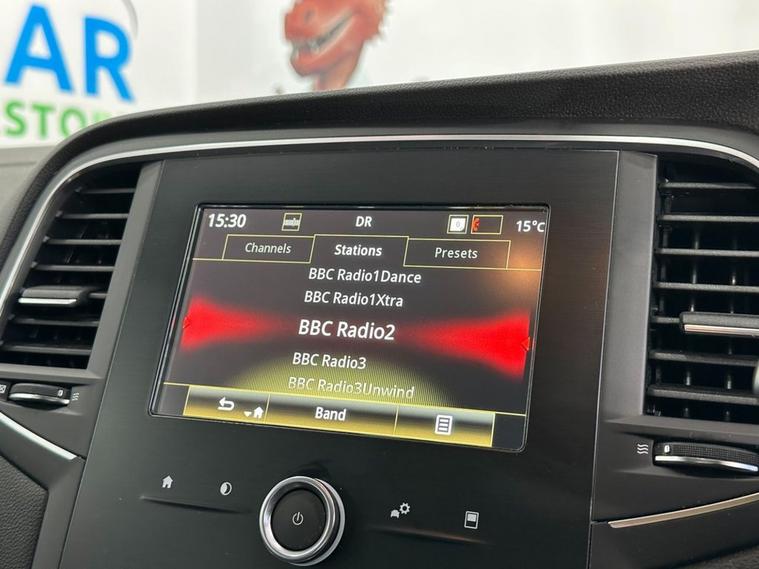 AR
STO
15:30
DR
15°C
Channels
Stations
Presets
BBC Radio1Dance
BBC Radio1Xtra
BBC Radio2
BBC Radio3
BBC Radio3Unwind
Band